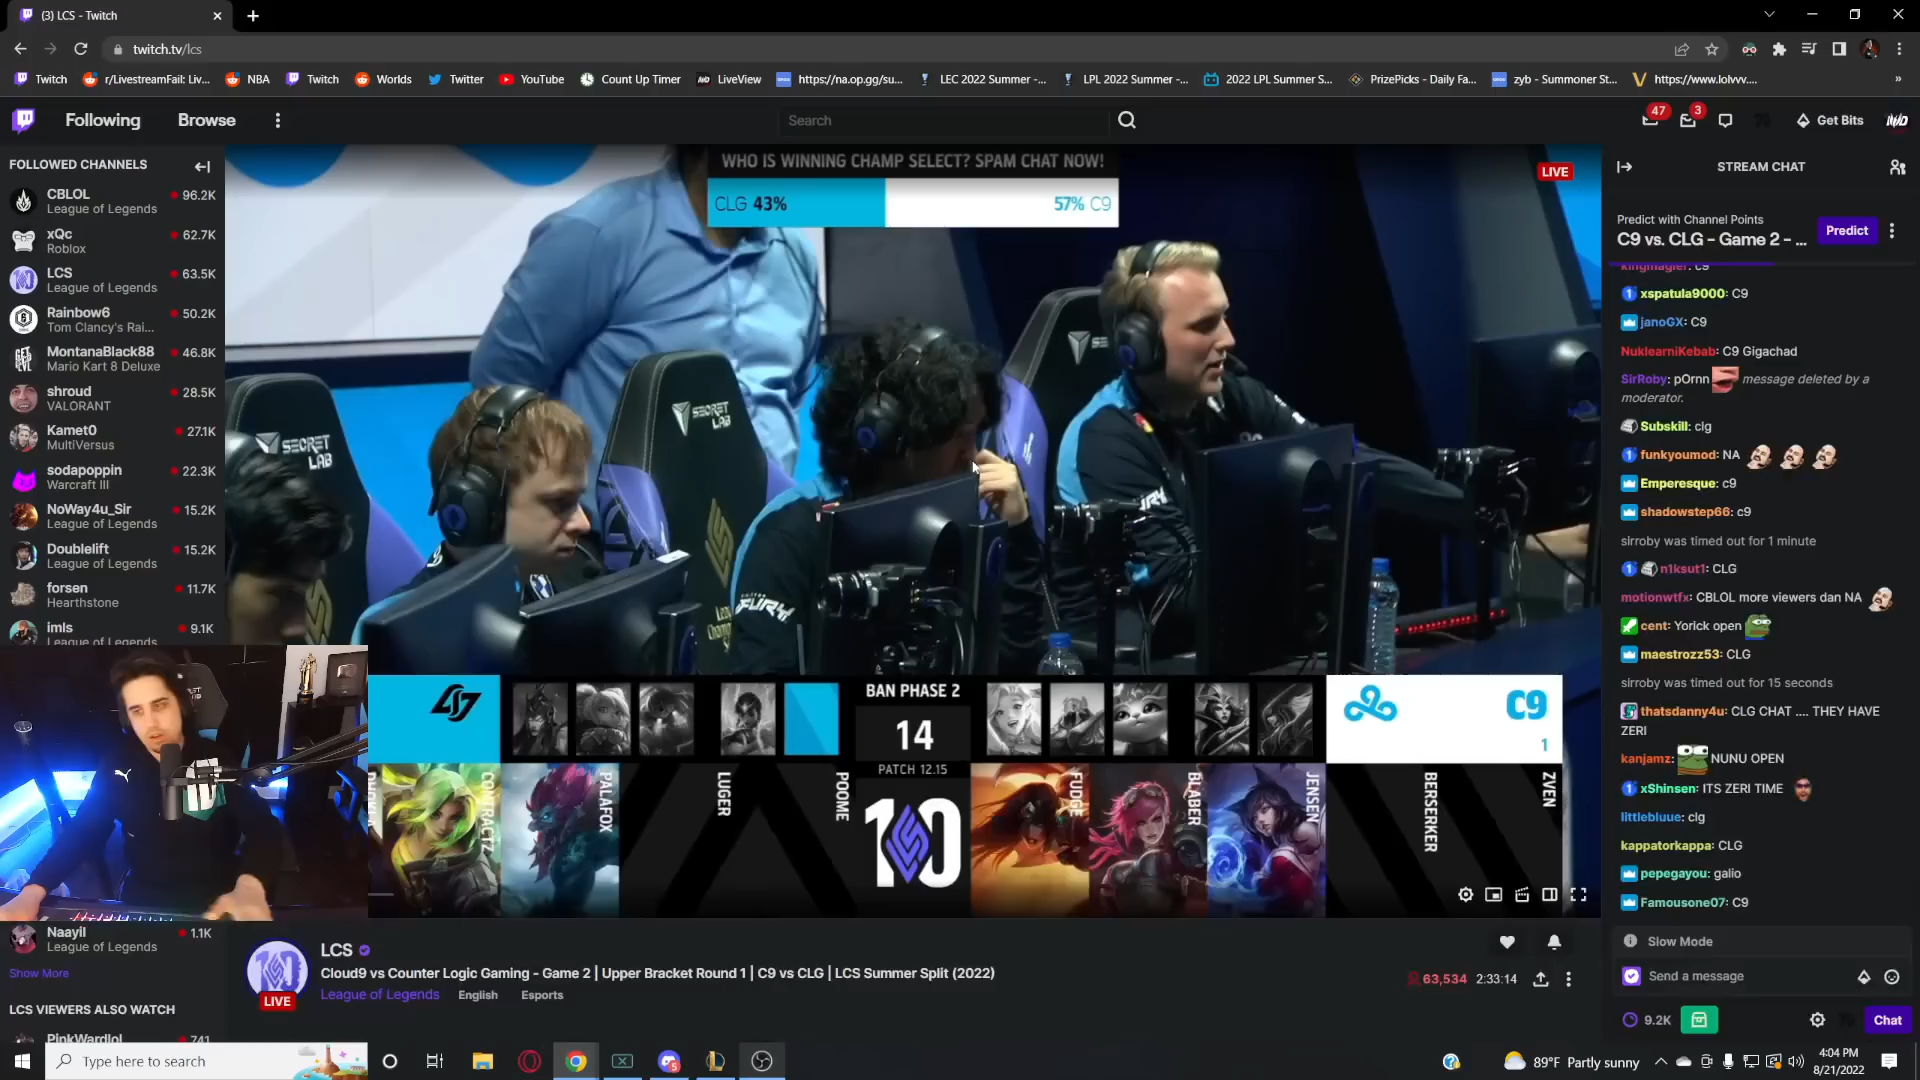 (3) LCS - Twitch
twitch.tv/lcs
Twitch
r/LivestreamFail: Liv...
NBA
Twitch
Worlds
Twitter
YouTube
Count Up Timer
LiveView
https://na.op.gg/su...
LEC 2022 Summer -...
LPL 2022 Summer -...
2022 LPL Summer S...
PrizePicks - Daily Fa...
zyb - Summoner St...
https://www.lolvvv....
Following
Browse
Search
47
3
Get Bits
FOLLOWED CHANNELS
CBLOL 96.2K
League of Legends
xQc 62.7K
Roblox
LCS 63.5K
League of Legends
Rainbow6 50.2K
Tom Clancy's Rai...
MontanaBlack88 46.8K
Mario Kart 8 Deluxe
shroud 28.5K
VALORANT
Kamet0 27.1K
MultiVersus
sodapoppin 22.3K
Warcraft III
NoWay4u_Sir 15.2K
League of Legends
Doublelift 15.2K
League of Legends
forsen 11.7K
Hearthstone
imls 9.1K
League of Legends
Naayil 1.1K
League of Legends
Show More
LCS VIEWERS ALSO WATCH
PinkWardlol 741
WHO IS WINNING CHAMP SELECT? SPAM CHAT NOW!
CLG 43%
57% C9
LIVE
SECRET LAB
SECRET LAB
FURY
BAN PHASE 2
14
PATCH 12.15
C9
1
CONTRACTZ
PALAFOX
LUGER
POOME
10
FUDGE
BLABER
JENSEN
BERSERKER
ZVEN
LIVE
LCS
Cloud9 vs Counter Logic Gaming - Game 2 | Upper Bracket Round 1 | C9 vs CLG | LCS Summer Split (2022)
League of Legends English Esports
63,534 2:33:14
STREAM CHAT
Predict with Channel Points
C9 vs. CLG - Game 2 - ...
Predict
kingmagier: c9
xspatula9000: C9
janoGX: C9
NuklearniKebab: C9 Gigachad
SirRoby: pOrnn message deleted by a
moderator.
Subskill: clg
funkyoumod: NA
Emperesque: c9
shadowstep66: c9
sirroby was timed out for 1 minute
n1ksut1: CLG
motionwtfx: CBLOL more viewers dan NA
cent: Yorick open
maestrozz53: CLG
sirroby was timed out for 15 seconds
thatsdanny4u: CLG CHAT .... THEY HAVE
ZERI
kanjamz: NUNU OPEN
xShinsen: ITS ZERI TIME
littlebluue: clg
kappatorkappa: CLG
pepegayou: galio
Famousone07: C9
Slow Mode
Send a message
9.2K
Chat
Type here to search
89°F Partly sunny
4:04 PM
8/21/2022